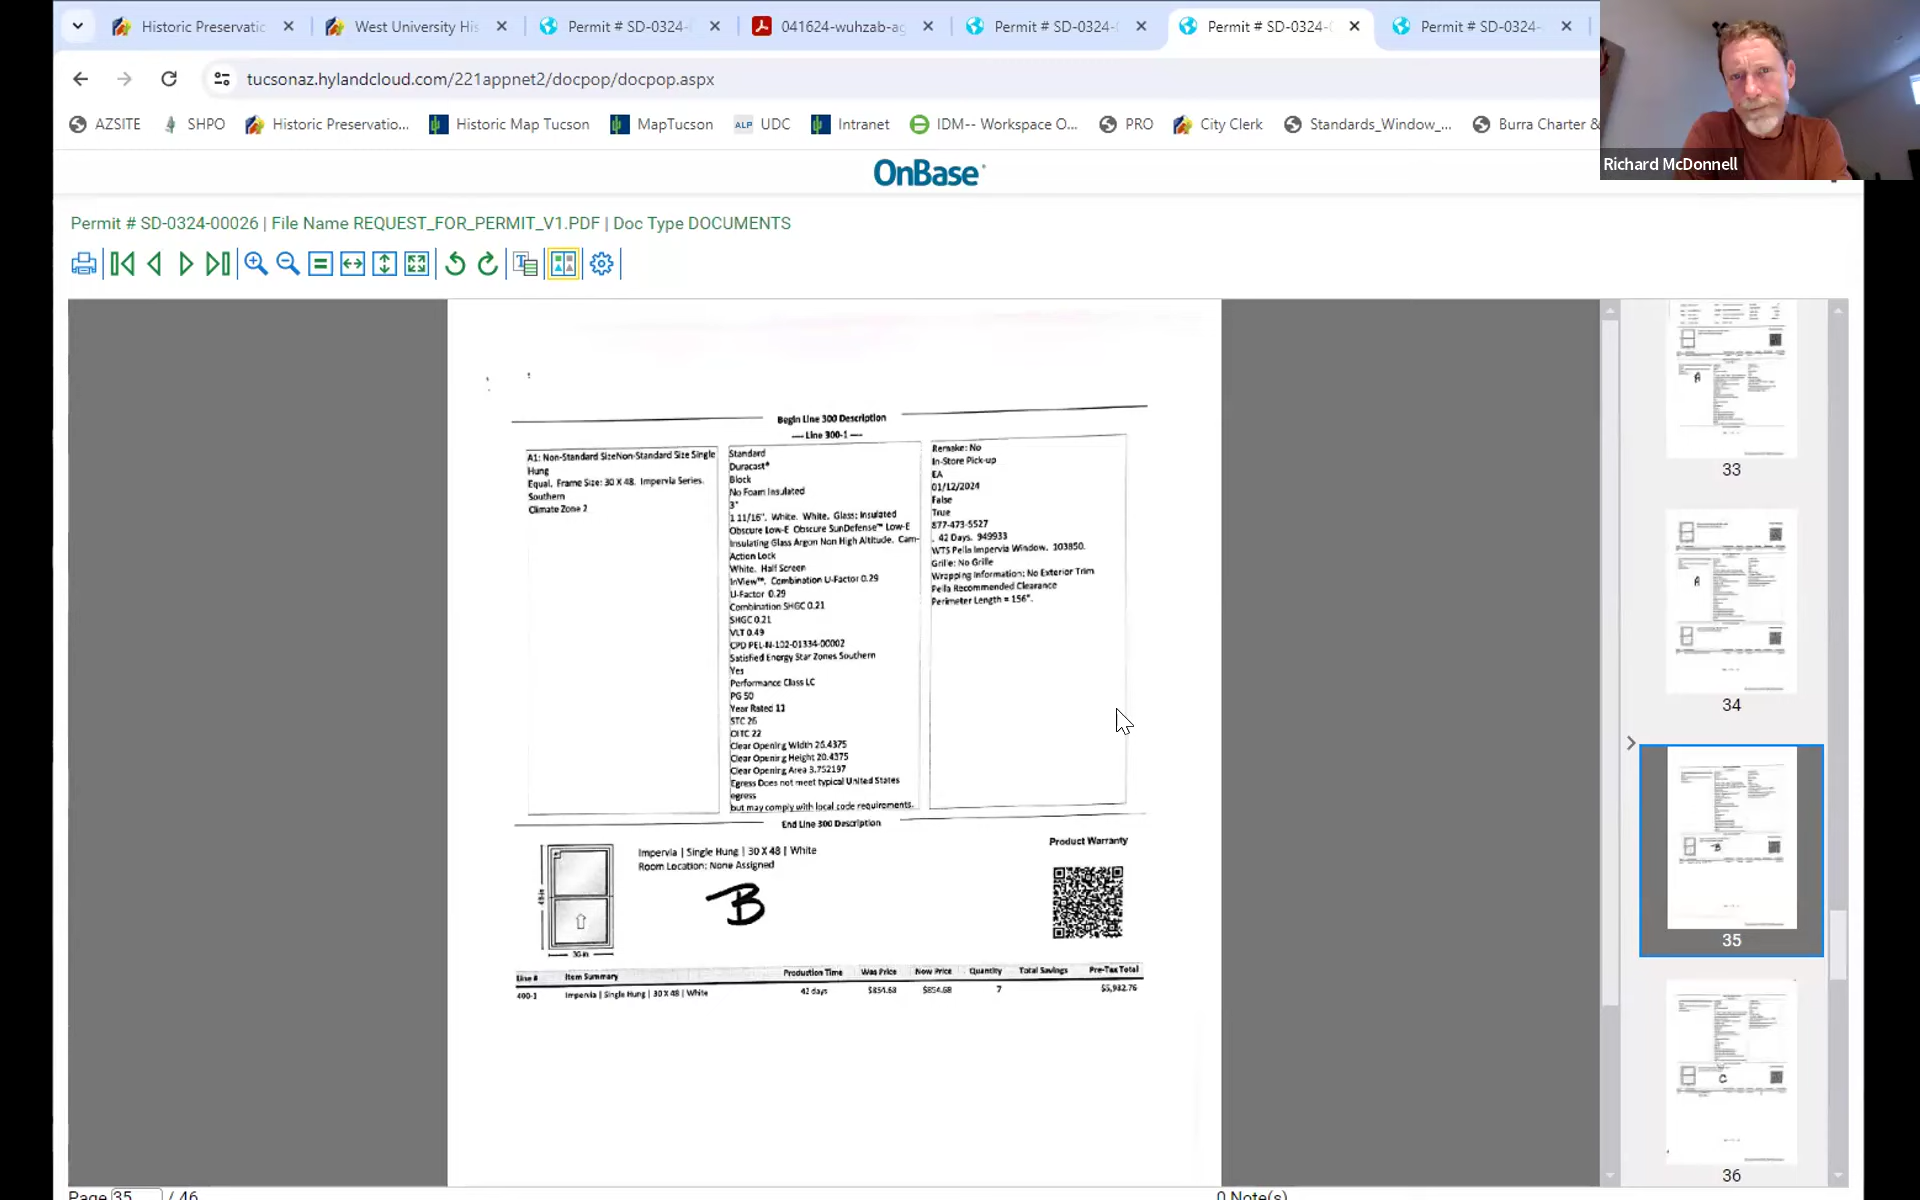 Historic Preservatic
West University His
Permit # SD-0324-
041624-wuhzab-ag
Permit # SD-0324-
Permit # SD-0324-
Permit # SD-0324-
tucsonaz.hylandcloud.com/221appnet2/docpop/docpop.aspx
AZSITE
SHPO
Historic Preservatio...
Historic Map Tucson
MapTucson
ALP UDC
Intranet
IDM-- Workspace O...
PRO
City Clerk
Standards_Window_...
Burra Charter &
Richard McDonnell
OnBase
Permit # SD-0324-00026 | File Name REQUEST_FOR_PERMIT_V1.PDF | Doc Type DOCUMENTS
Begin Line 300 Description
---- Line 300-1 ----
A1: Non-Standard SizeNon-Standard Size Single
Hung
Equal, Frame Size: 30 X 48, Impervia Series,
Southern
Climate Zone 2
Standard
Duracast®
Block
No Foam Insulated
3"
1 11/16", White, White, Glass: Insulated
Obscure Low-E Obscure SunDefense™ Low-E
Insulating Glass Argon Non High Altitude, Cam-
Action Lock
White, Half Screen
InView™, Combination U-Factor 0.29
U-Factor 0.29
Combination SHGC 0.21
SHGC 0.21
VLT 0.49
CPD PEL-N-102-01334-00002
Satisfied Energy Star Zones Southern
Yes
Performance Class LC
PG 50
Year Rated 11
STC 26
OITC 22
Clear Opening Width 26.4375
Clear Opening Height 20.4375
Clear Opening Area 3.752197
Egress Does not meet typical United States
egress
but may comply with local code requirements.
Remake: No
In-Store Pick-up
EA
01/12/2024
False
True
877-473-5527
, 42 Days, 949933
WTS Pella Impervia Window, 103850,
Grille: No Grille
Wrapping Information: No Exterior Trim
Pella Recommended Clearance
Perimeter Length = 156".
End Line 300 Description
Impervia | Single Hung | 30 X 48 | White
Room Location: None Assigned
B
Product Warranty
48 in
30 in
Line # Item Summary Production Time Was Price Now Price Quantity Total Savings Pre-Tax Total
400-1 Impervia | Single Hung | 30 X 48 | White 42 days $854.68 $854.68 7 $5,982.76
A
33
A
34
B
35
C
36
Page 35 / 46
0 Note(s)